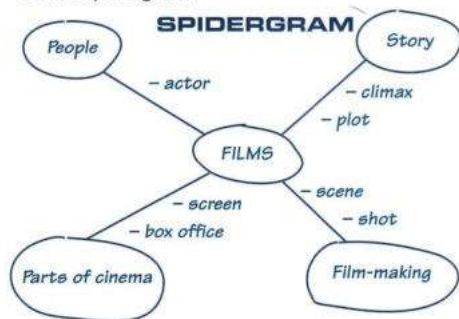 SPIDERGRAM
People
Story
– actor
– climax
– plot
FILMS
– screen
– box office
– scene
– shot
Parts of cinema
Film-making